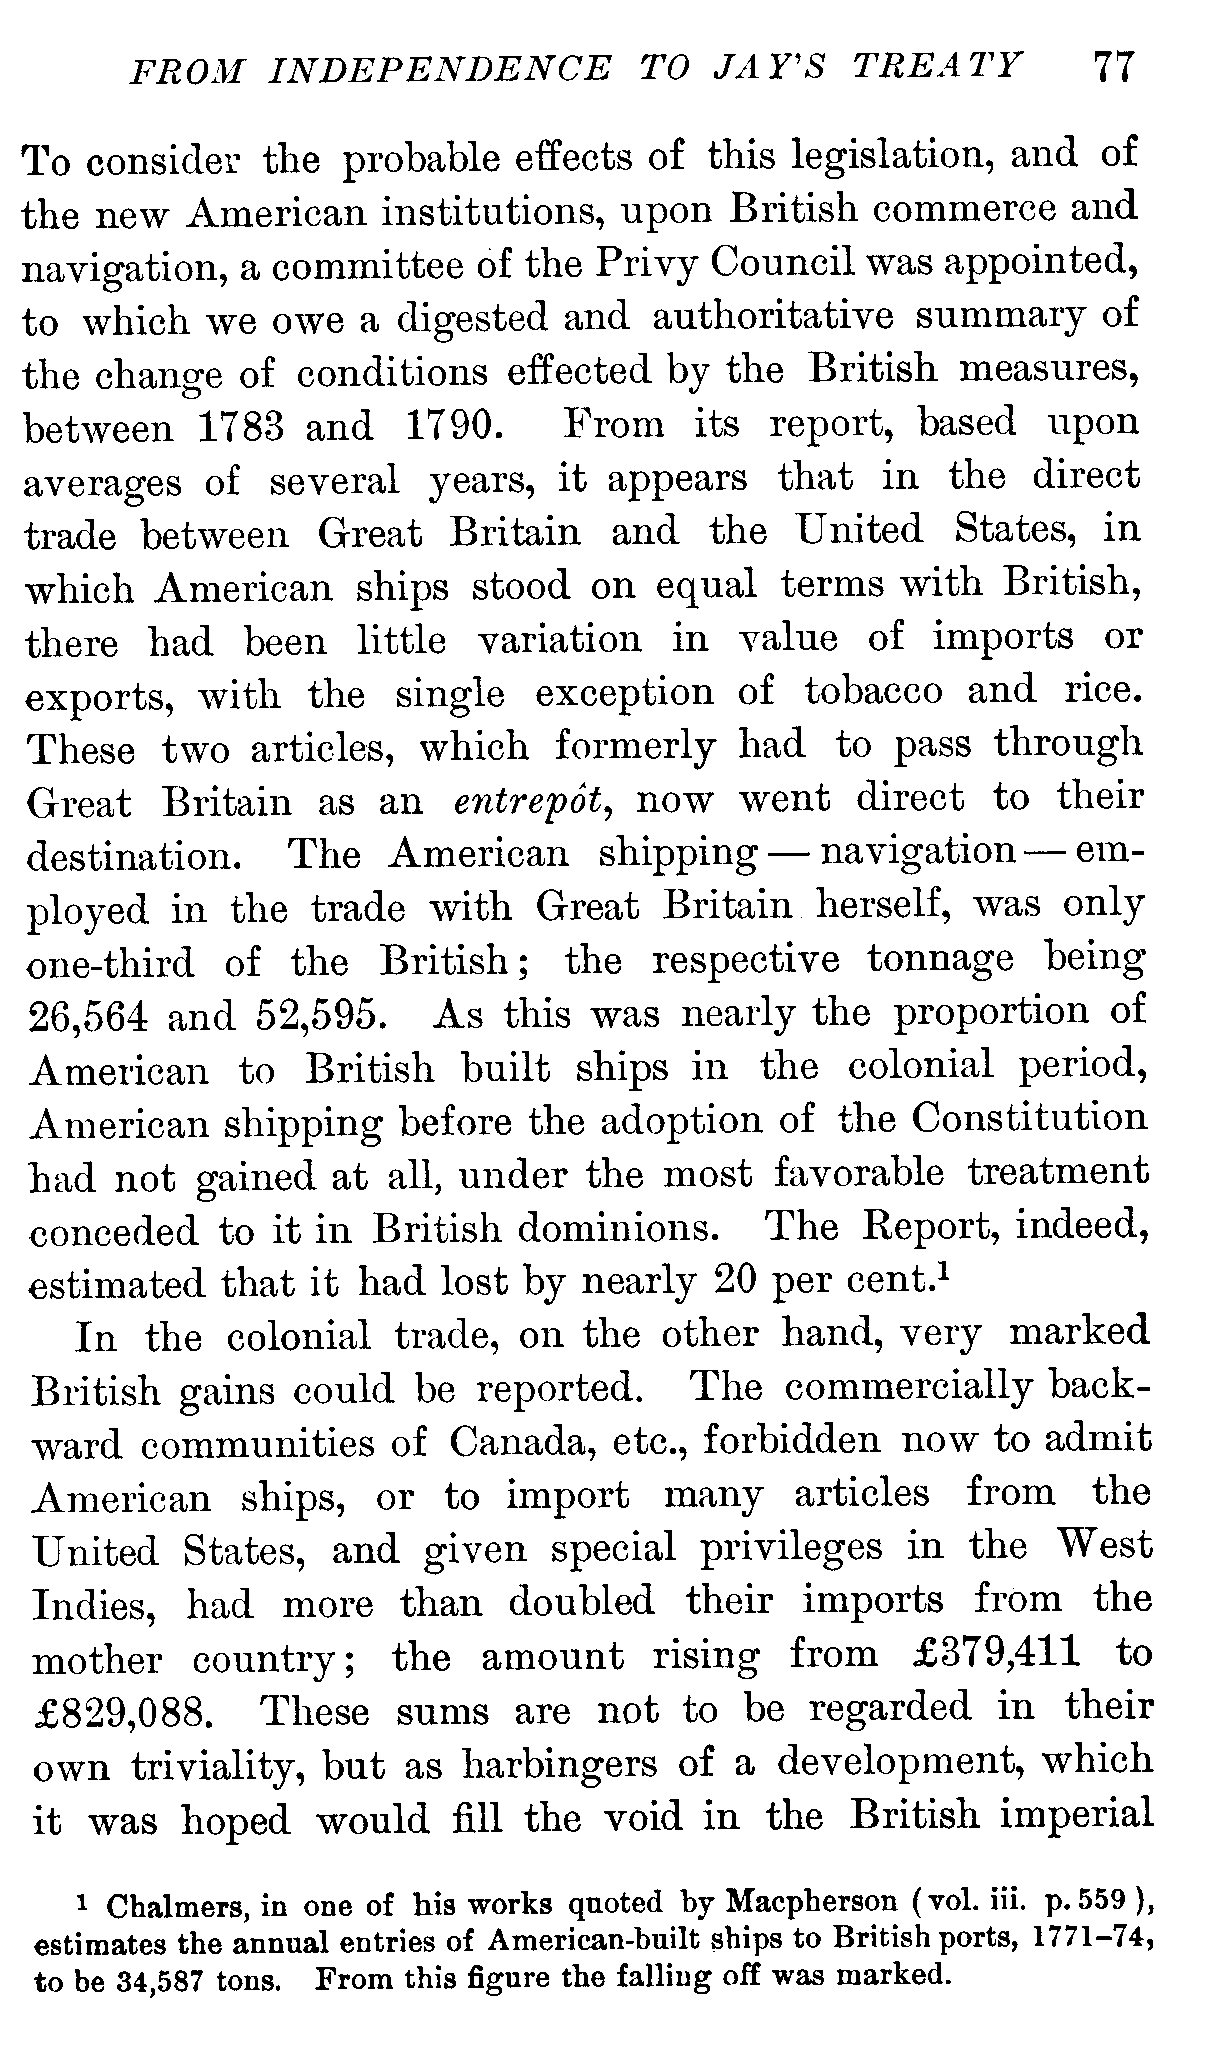 FROM INDEPENDENCE TO JAY'S TREATY 77
To consider the probable effects of this legislation, and of
the new American institutions, upon British commerce and
navigation, a committee of the Privy Council was appointed,
to which we owe a digested and authoritative summary of
the change of conditions effected by the British measures,
between 1783 and 1790. From its report, based upon
averages of several years, it appears that in the direct
trade between Great Britain and the United States, in
which American ships stood on equal terms with British,
there had been little variation in value of imports or
exports, with the single exception of tobacco and rice.
These two articles, which formerly had to pass through
Great Britain as an entrepôt, now went direct to their
destination. The American shipping — navigation — em-
ployed in the trade with Great Britain herself, was only
one-third of the British; the respective tonnage being
26,564 and 52,595. As this was nearly the proportion of
American to British built ships in the colonial period,
American shipping before the adoption of the Constitution
had not gained at all, under the most favorable treatment
conceded to it in British dominions. The Report, indeed,
estimated that it had lost by nearly 20 per cent.¹
In the colonial trade, on the other hand, very marked
British gains could be reported. The commercially back-
ward communities of Canada, etc., forbidden now to admit
American ships, or to import many articles from the
United States, and given special privileges in the West
Indies, had more than doubled their imports from the
mother country; the amount rising from £379,411 to
£829,088. These sums are not to be regarded in their
own triviality, but as harbingers of a development, which
it was hoped would fill the void in the British imperial
¹ Chalmers, in one of his works quoted by Macpherson (vol. iii. p. 559),
estimates the annual entries of American-built ships to British ports, 1771–74,
to be 34,587 tons. From this figure the falling off was marked.